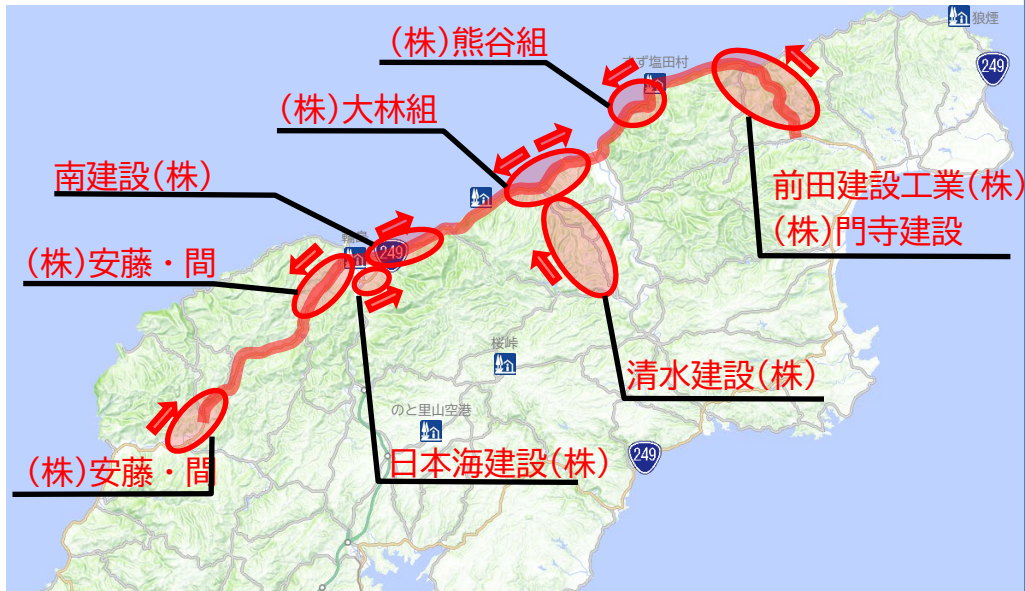 狼煙
(株)熊谷組
すず塩田村
249
(株)大林組
南建設(株)
前田建設工業(株)
(株)門寺建設
輪島
249
(株)安藤・間
桜峠
清水建設(株)
のと里山空港
(株)安藤・間
日本海建設(株)
249